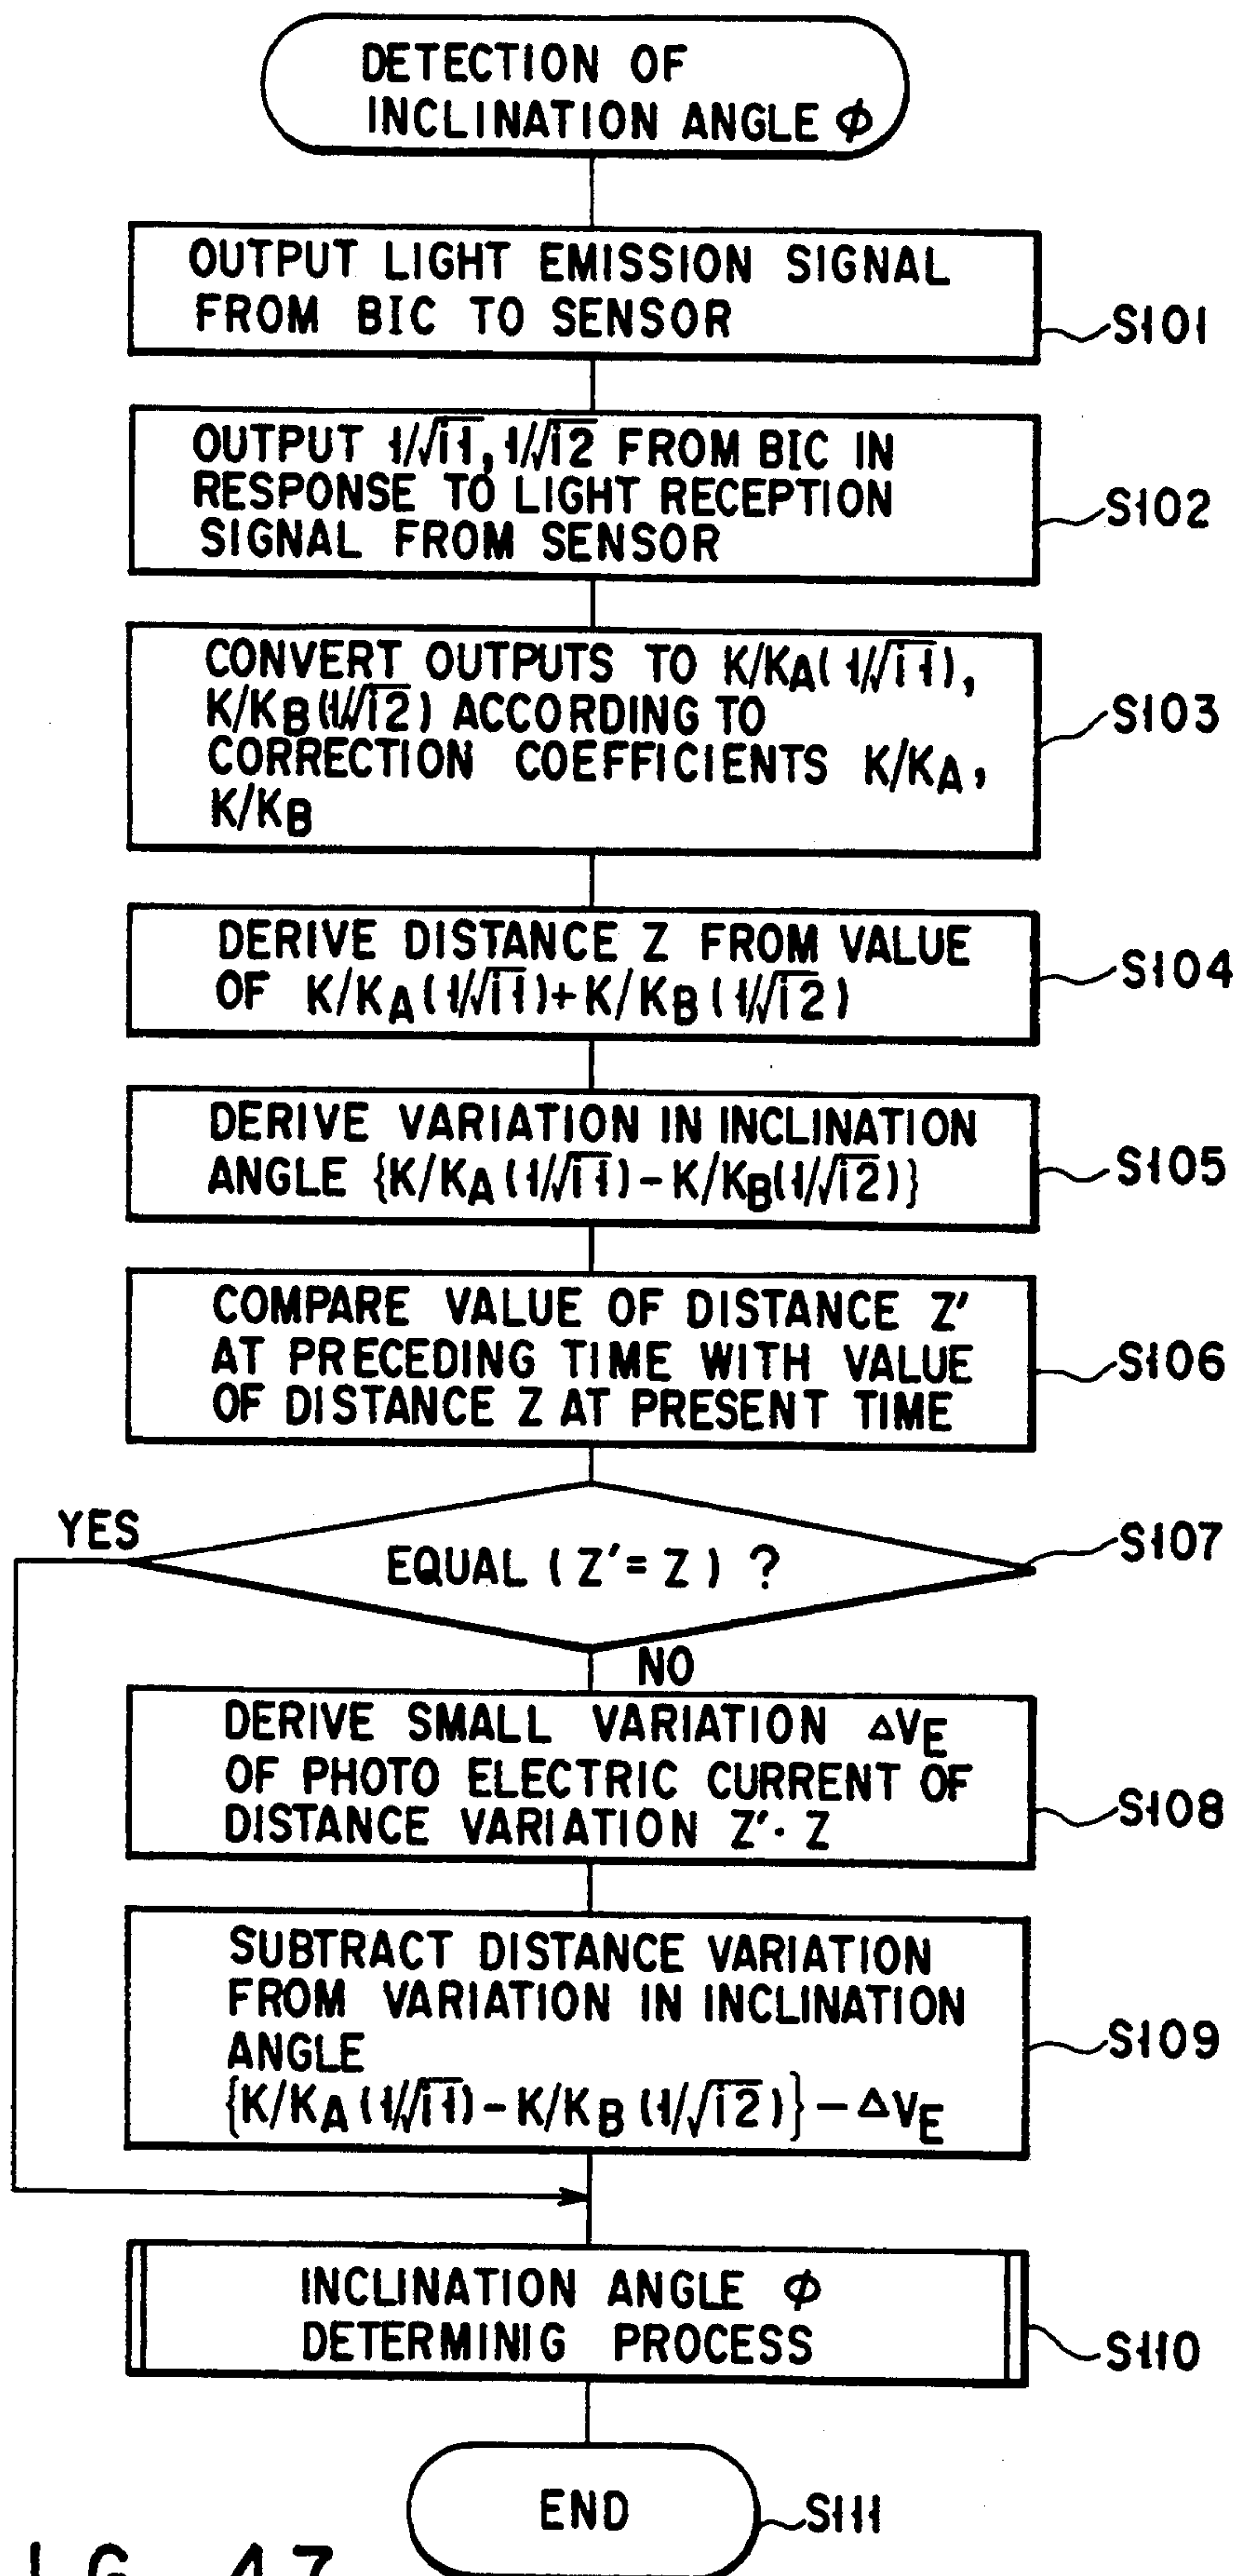 DETECTION OF
INCLINATION ANGLE Φ
OUTPUT LIGHT EMISSION SIGNAL
FROM BIC TO SENSOR
S101
OUTPUT 1/√i1, 1/√i2 FROM BIC IN
RESPONSE TO LIGHT RECEPTION
SIGNAL FROM SENSOR
S102
CONVERT OUTPUTS TO K/KA(1/√i1),
K/KB(1/√i2) ACCORDING TO
CORRECTION COEFFICIENTS K/KA,
K/KB
S103
DERIVE DISTANCE Z FROM VALUE
OF K/KA(1/√i1)+K/KB(1/√i2)
S104
DERIVE VARIATION IN INCLINATION
ANGLE {K/KA(1/√i1)-K/KB(1/√i2)}
S105
COMPARE VALUE OF DISTANCE Z'
AT PRECEDING TIME WITH VALUE
OF DISTANCE Z AT PRESENT TIME
S106
YES
EQUAL (Z'=Z) ?
S107
NO
DERIVE SMALL VARIATION ΔVE
OF PHOTO ELECTRIC CURRENT OF
DISTANCE VARIATION Z'· Z
S108
SUBTRACT DISTANCE VARIATION
FROM VARIATION IN INCLINATION
ANGLE
{K/KA(1/√i1)-K/KB(1/√i2)}-ΔVE
S109
INCLINATION ANGLE Φ
DETERMINIG PROCESS
S110
END
S111
IG. 47